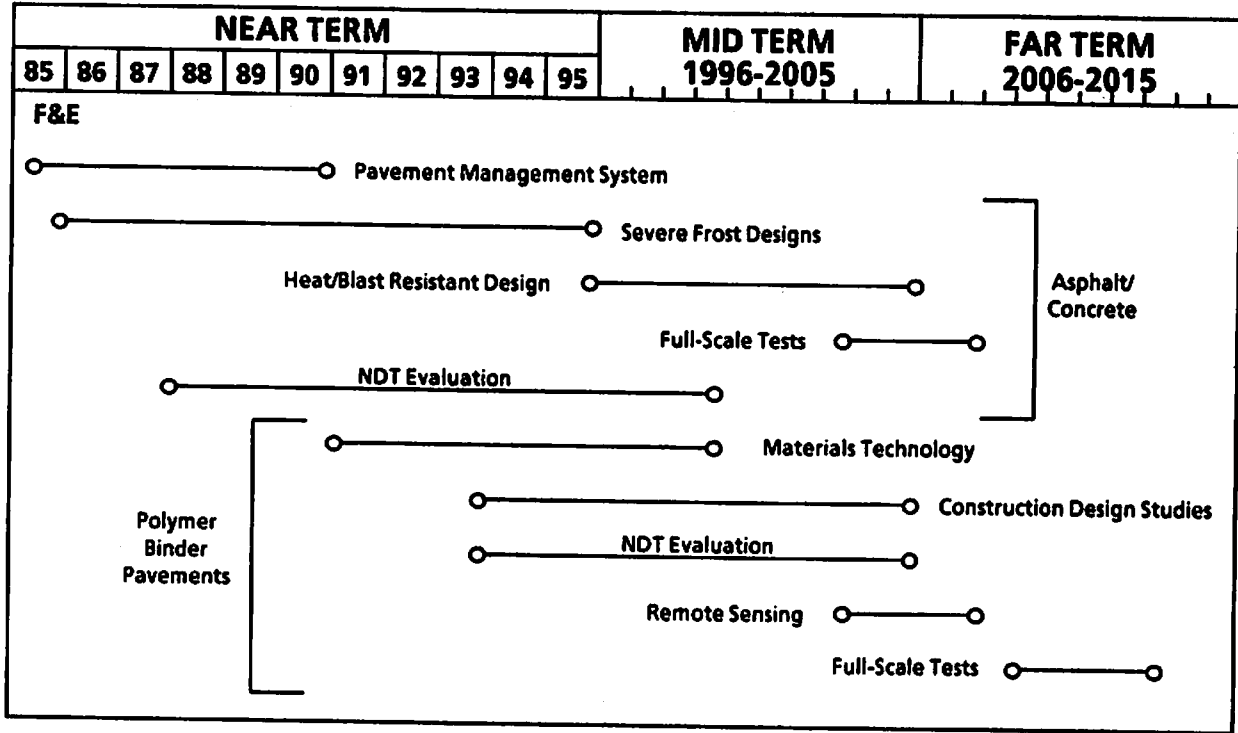 NEAR TERM
85 86 87 88 89 90 91 92 93 94 95
MID TERM
1996-2005
FAR TERM
2006-2015
F&E
Pavement Management System
Severe Frost Designs
Heat/Blast Resistant Design
Full-Scale Tests
NDT Evaluation
Asphalt/
Concrete
Materials Technology
Construction Design Studies
NDT Evaluation
Remote Sensing
Full-Scale Tests
Polymer
Binder
Pavements